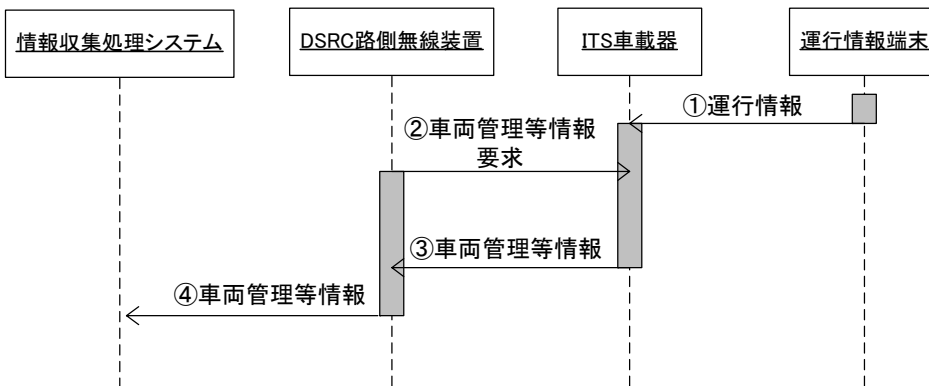 情報収集処理システム
DSRC路側無線装置
ITS車載器
運行情報端末
①運行情報
②車両管理等情報
要求
③車両管理等情報
④車両管理等情報